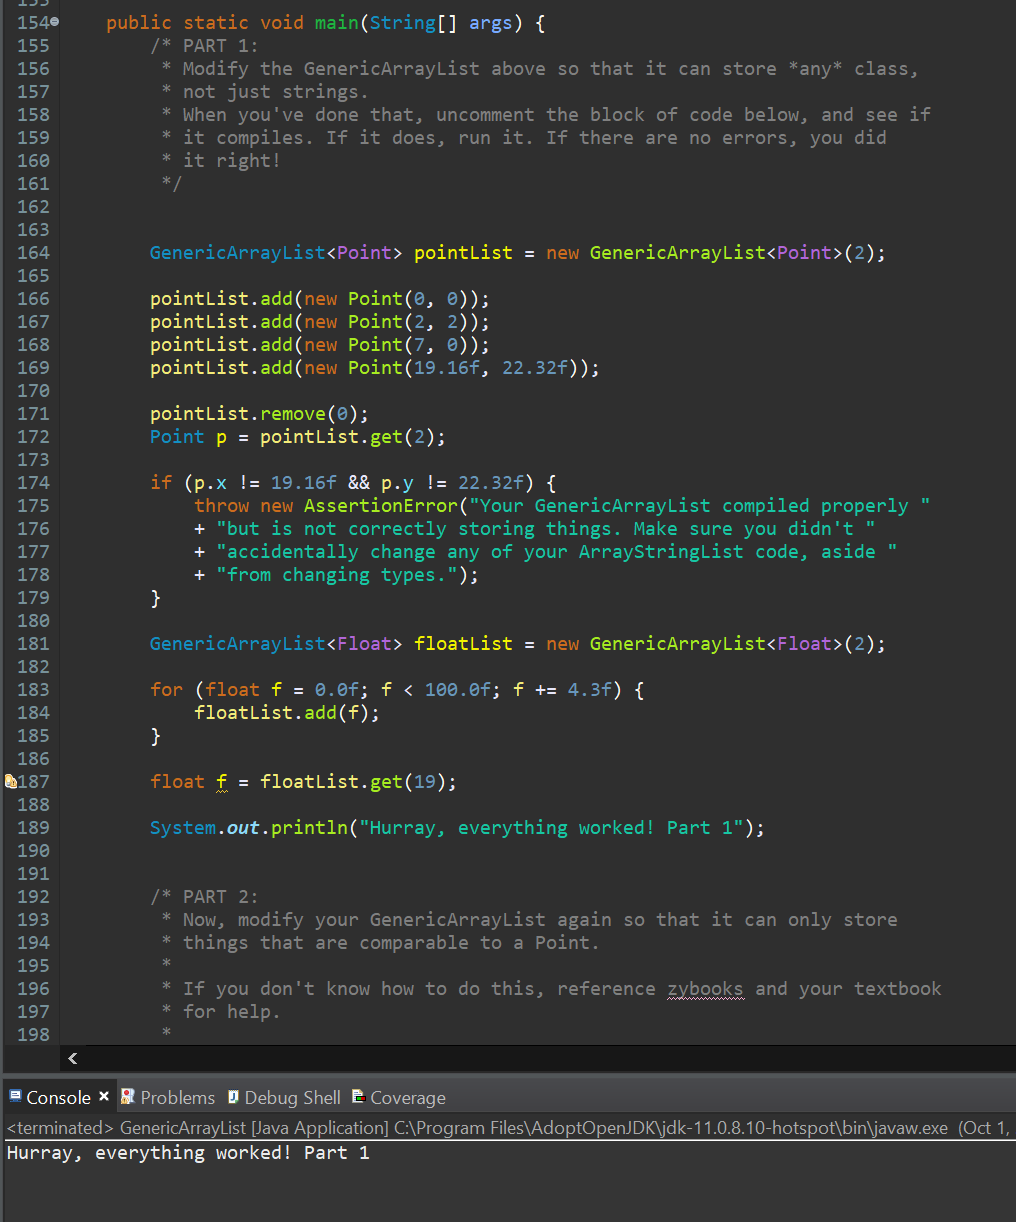 153
154 public static void main(String[] args) {
155 /* PART 1:
156 * Modify the GenericArrayList above so that it can store *any* class,
157 * not just strings.
158 * When you've done that, uncomment the block of code below, and see if
159 * it compiles. If it does, run it. If there are no errors, you did
160 * it right!
161 */
162
163
164 GenericArrayList<Point> pointList = new GenericArrayList<Point>(2);
165
166 pointList.add(new Point(0, 0));
167 pointList.add(new Point(2, 2));
168 pointList.add(new Point(7, 0));
169 pointList.add(new Point(19.16f, 22.32f));
170
171 pointList.remove(0);
172 Point p = pointList.get(2);
173
174 if (p.x != 19.16f && p.y != 22.32f) {
175 throw new AssertionError("Your GenericArrayList compiled properly "
176 + "but is not correctly storing things. Make sure you didn't "
177 + "accidentally change any of your ArrayStringList code, aside "
178 + "from changing types.");
179 }
180
181 GenericArrayList<Float> floatList = new GenericArrayList<Float>(2);
182
183 for (float f = 0.0f; f < 100.0f; f += 4.3f) {
184 floatList.add(f);
185 }
186
187 float f = floatList.get(19);
188
189 System.out.println("Hurray, everything worked! Part 1");
190
191
192 /* PART 2:
193 * Now, modify your GenericArrayList again so that it can only store
194 * things that are comparable to a Point.
195 *
196 * If you don't know how to do this, reference zybooks and your textbook
197 * for help.
198 *
Console Problems Debug Shell Coverage
<terminated> GenericArrayList [Java Application] C:\Program Files\AdoptOpenJDK\jdk-11.0.8.10-hotspot\bin\javaw.exe (Oct 1,
Hurray, everything worked! Part 1